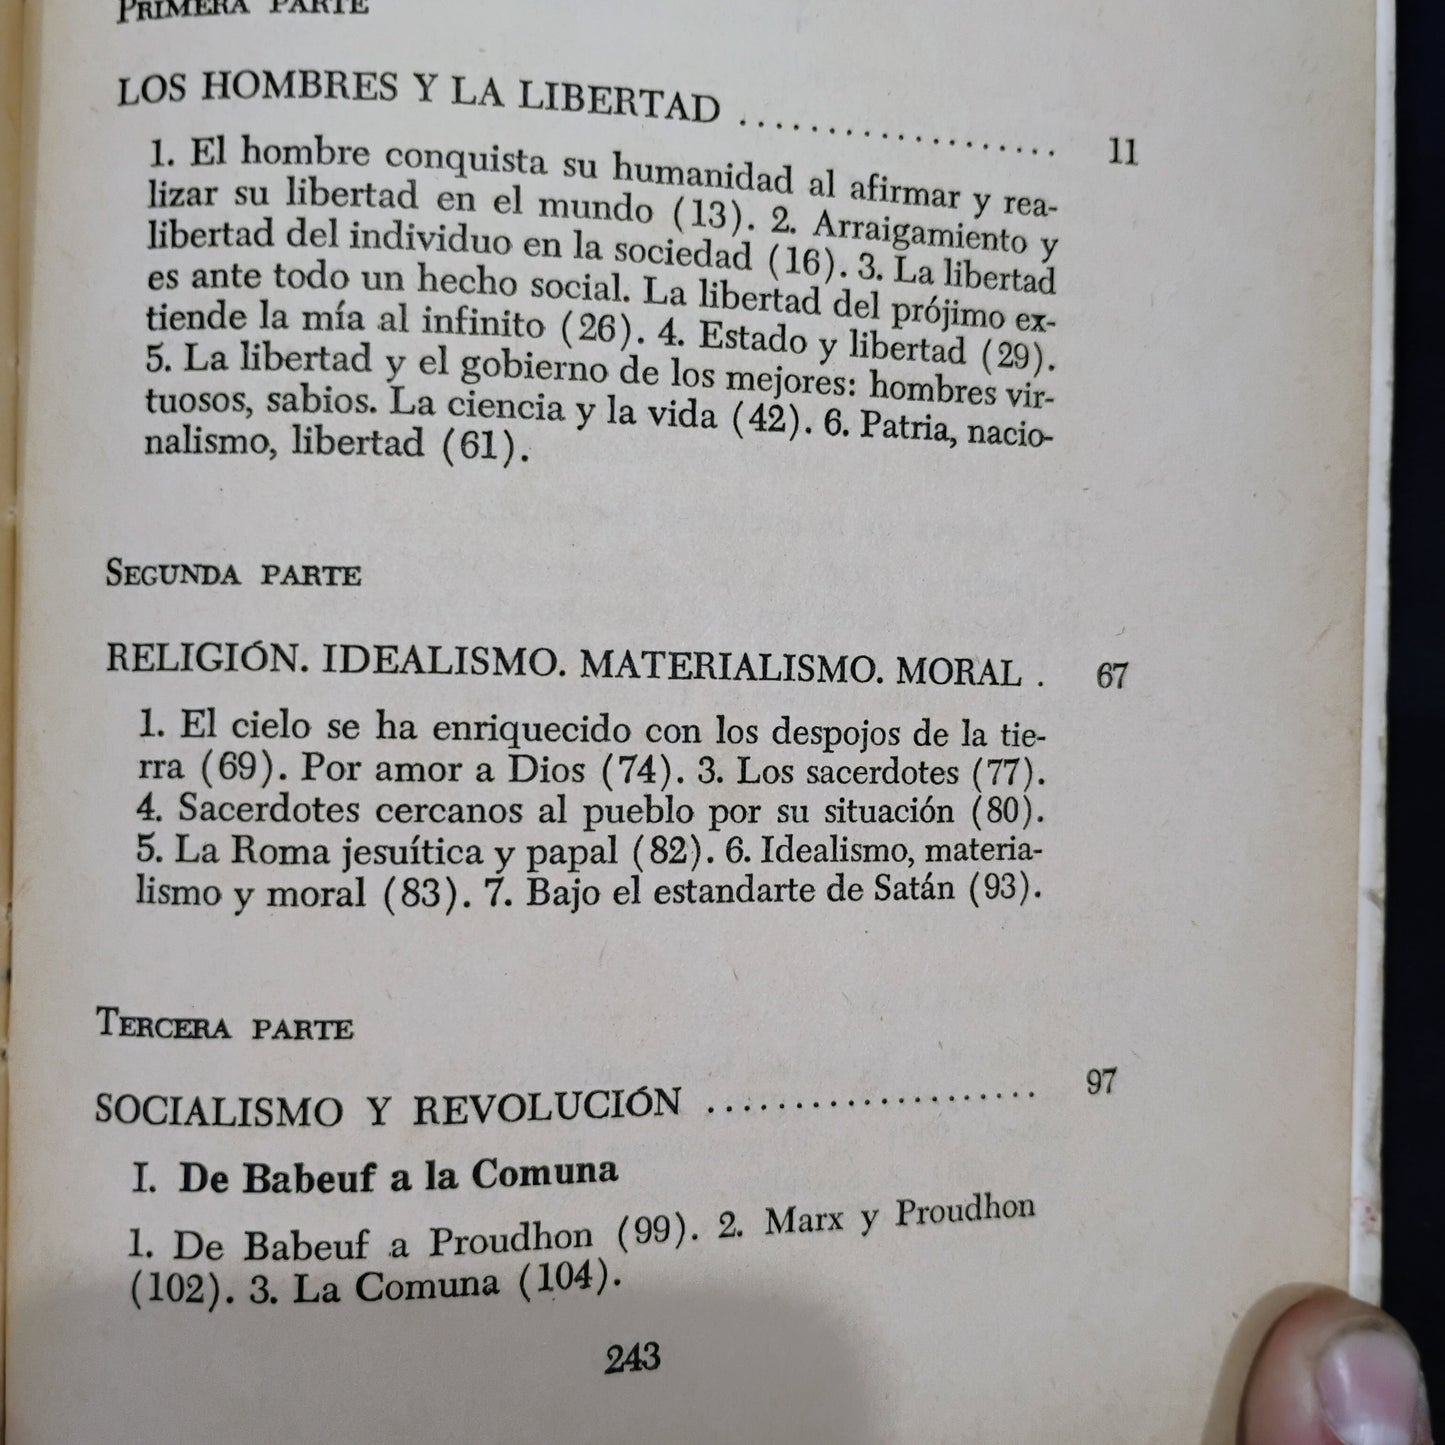 PRIMERA PARTE
LOS HOMBRES Y LA LIBERTAD ................... 11
1. El hombre conquista su humanidad al afirmar y rea-
lizar su libertad en el mundo (13). 2. Arraigamiento y
libertad del individuo en la sociedad (16). 3. La libertad
es ante todo un hecho social. La libertad del prójimo ex-
tiende la mía al infinito (26). 4. Estado y libertad (29).
5. La libertad y el gobierno de los mejores: hombres vir-
tuosos, sabios. La ciencia y la vida (42). 6. Patria, nacio-
nalismo, libertad (61).
SEGUNDA PARTE
RELIGIÓN. IDEALISMO. MATERIALISMO. MORAL . 67
1. El cielo se ha enriquecido con los despojos de la tie-
rra (69). Por amor a Dios (74). 3. Los sacerdotes (77).
4. Sacerdotes cercanos al pueblo por su situación (80).
5. La Roma jesuítica y papal (82). 6. Idealismo, materia-
lismo y moral (83). 7. Bajo el estandarte de Satán (93).
TERCERA PARTE
SOCIALISMO Y REVOLUCIÓN ................... 97
I. De Babeuf a la Comuna
1. De Babeuf a Proudhon (99). 2. Marx y Proudhon
(102). 3. La Comuna (104).
243